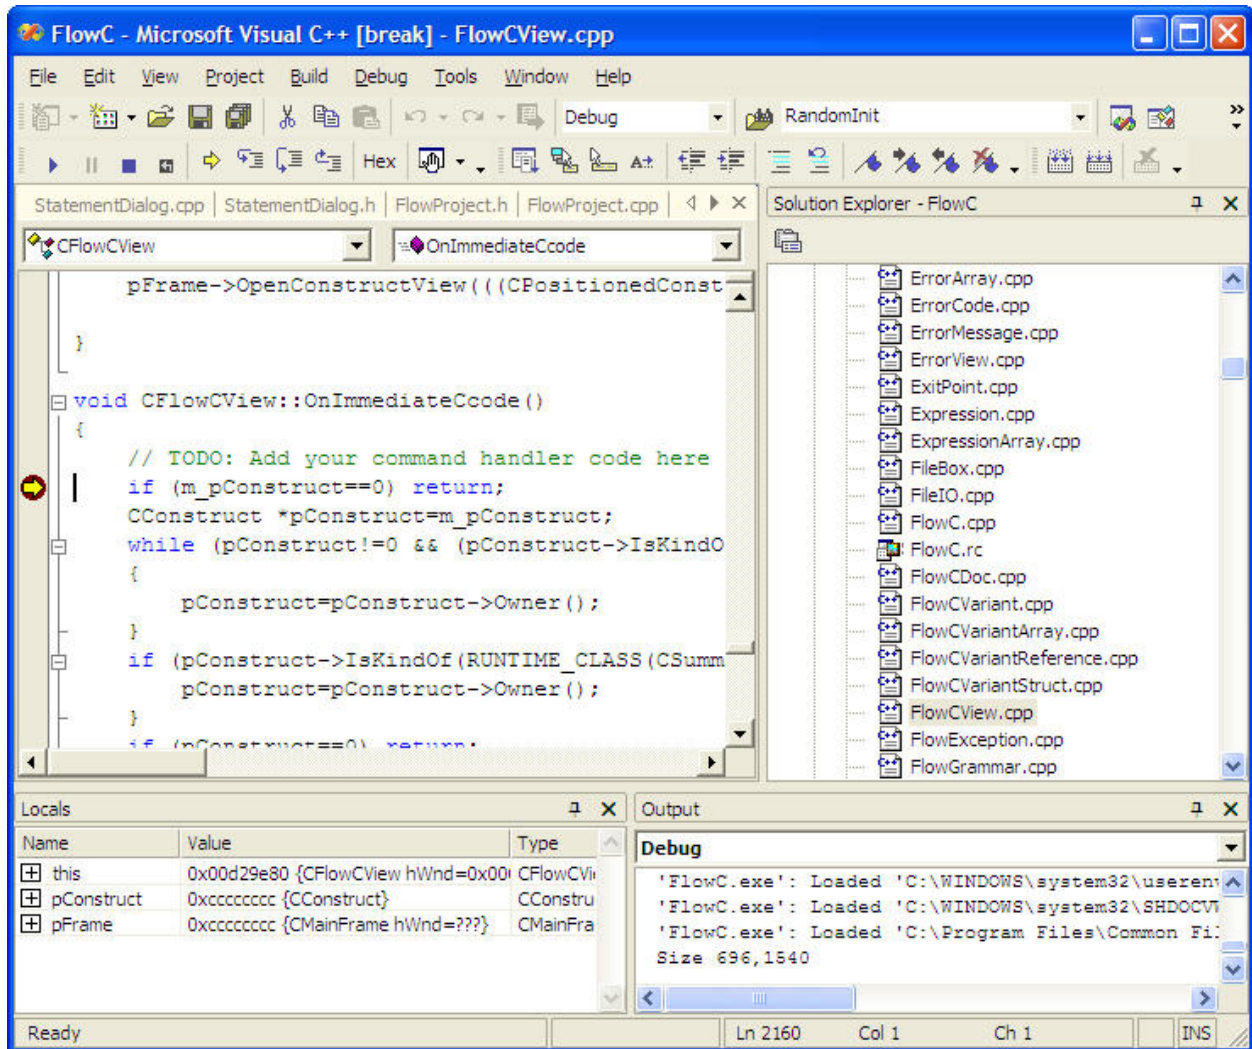 FlowC - Microsoft Visual C++ [break] - FlowCView.cpp
File Edit View Project Build Debug Tools Window Help
Debug RandomInit
Hex
StatementDialog.cpp StatementDialog.h FlowProject.h FlowProject.cpp
CFlowCView OnImmediateCcode
pFrame->OpenConstructView(((CPositionedConst
}
void CFlowCView::OnImmediateCcode()
{
// TODO: Add your command handler code here
if (m_pConstruct==0) return;
CConstruct *pConstruct=m_pConstruct;
while (pConstruct!=0 && (pConstruct->IsKindO
{
pConstruct=pConstruct->Owner();
}
if (pConstruct->IsKindOf(RUNTIME_CLASS(CSumm
pConstruct=pConstruct->Owner();
}
if (pConstruct==0) return;
Solution Explorer - FlowC
ErrorArray.cpp
ErrorCode.cpp
ErrorMessage.cpp
ErrorView.cpp
ExitPoint.cpp
Expression.cpp
ExpressionArray.cpp
FileBox.cpp
FileIO.cpp
FlowC.cpp
FlowC.rc
FlowCDoc.cpp
FlowCVariant.cpp
FlowCVariantArray.cpp
FlowCVariantReference.cpp
FlowCVariantStruct.cpp
FlowCView.cpp
FlowException.cpp
FlowGrammar.cpp
Locals
Name Value Type
this 0x00d29e80 {CFlowCView hWnd=0x00 CFlowCVi
pConstruct 0xcccccccc {CConstruct} CConstru
pFrame 0xcccccccc {CMainFrame hWnd=???} CMainFra
Output
Debug
'FlowC.exe': Loaded 'C:\WINDOWS\system32\userenv
'FlowC.exe': Loaded 'C:\WINDOWS\system32\SHDOCVW
'FlowC.exe': Loaded 'C:\Program Files\Common Fil
Size 696,1540
Ready Ln 2160 Col 1 Ch 1 INS